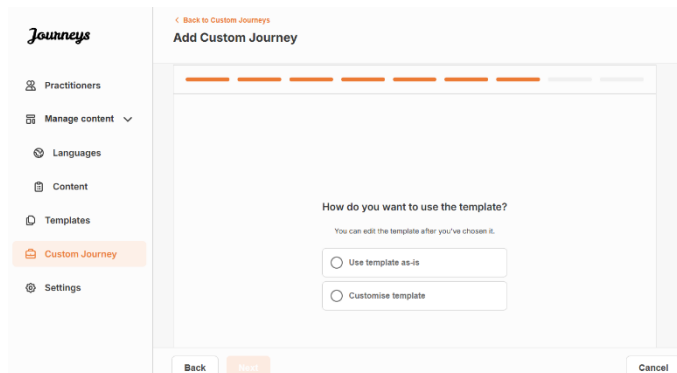 Journeys
Practitioners
Manage content
Languages
Content
Templates
Custom Journey
Settings
< Back to Custom Journeys
Add Custom Journey
How do you want to use the template?
You can edit the template after you've chosen it.
Use template as-is
Customise template
Back
Next
Cancel